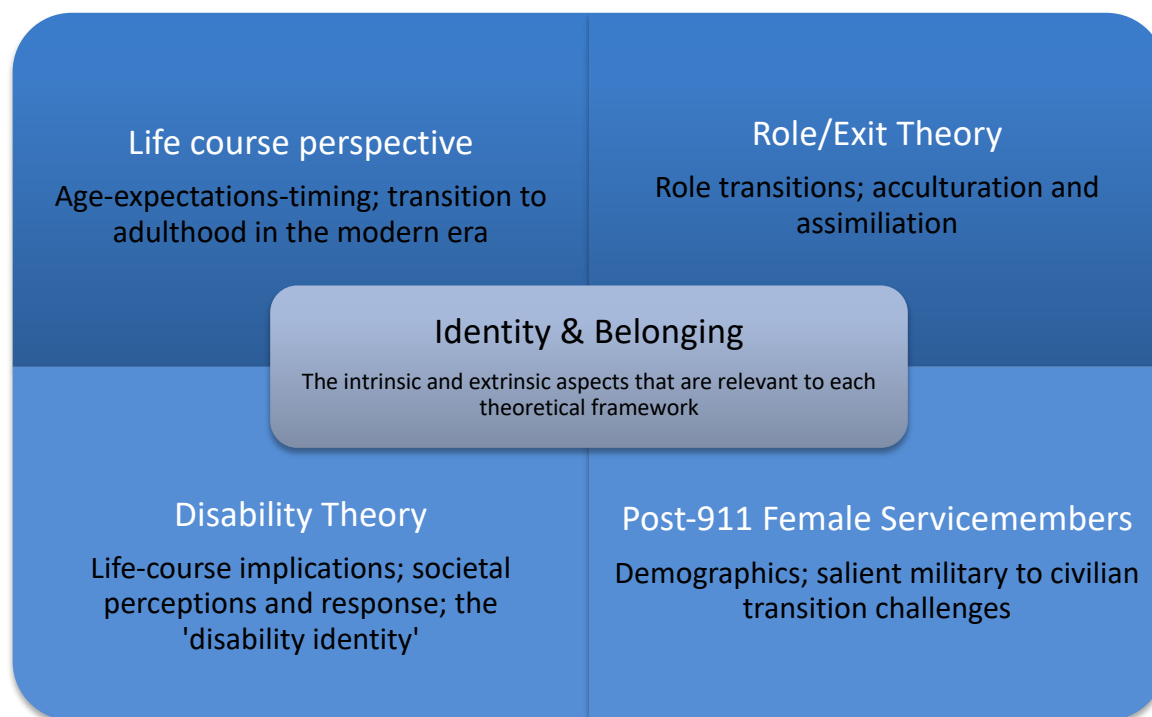 Life course perspective
Age-expectations-timing; transition to
adulthood in the modern era
Role/Exit Theory
Role transitions; acculturation and
assimiliation
Identity & Belonging
The intrinsic and extrinsic aspects that are relevant to each
theoretical framework
Disability Theory
Life-course implications; societal
perceptions and response; the
'disability identity'
Post-911 Female Servicemembers
Demographics; salient military to civilian
transition challenges